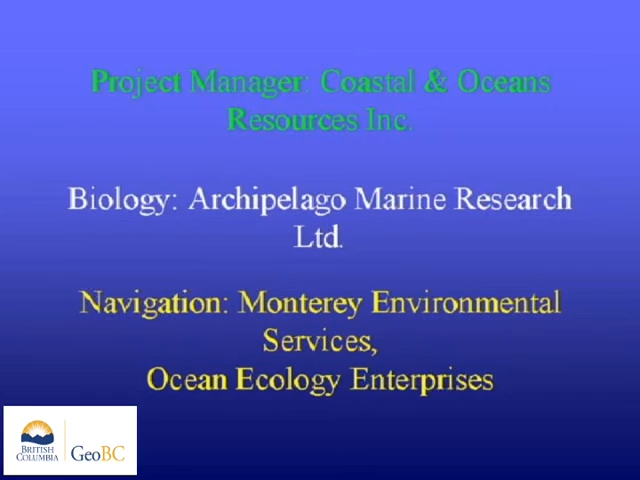 Project Manager: Coastal & Oceans
Resources Inc.
Biology: Archipelago Marine Research
Ltd.
Navigation: Monterey Environmental
Services,
Ocean Ecology Enterprises
BRITISH
COLUMBIA
GeoBC